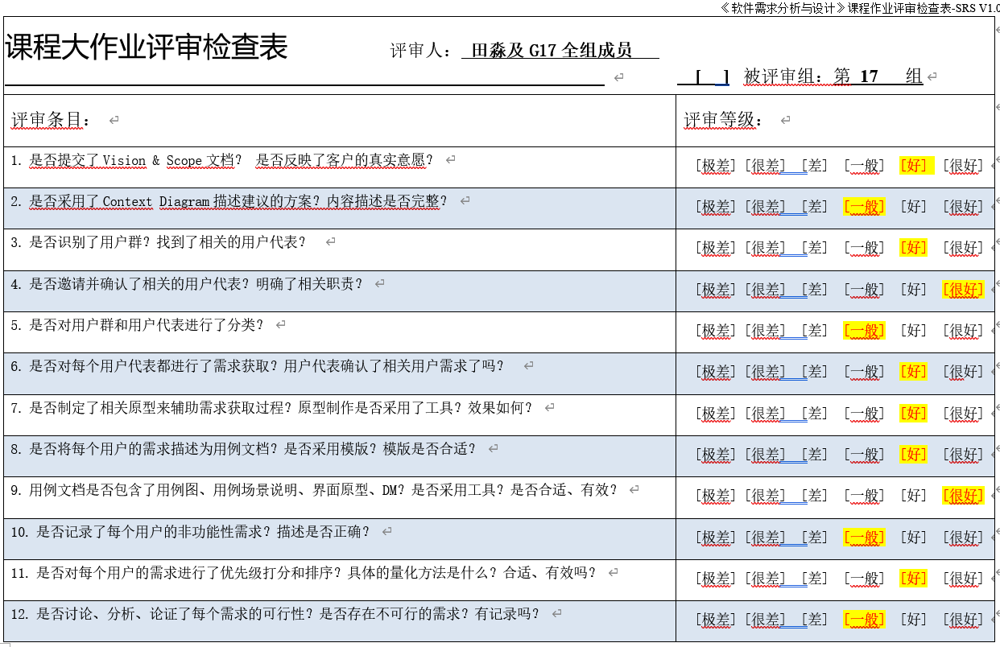 《软件需求分析与设计》课程作业评审检查表-SRS V1.0
课程大作业评审检查表 评审人： 田淼及 G17 全组成员
[ ] 被评审组：第 17 组
评审条目： 评审等级：
1. 是否提交了 Vision & Scope 文档？ 是否反映了客户的真实意愿？ [极差] [很差] [差] [一般] [好] [很好]
2. 是否采用了 Context Diagram 描述建议的方案？内容描述是否完整？ [极差] [很差] [差] [一般] [好] [很好]
3. 是否识别了用户群？找到了相关的用户代表？ [极差] [很差] [差] [一般] [好] [很好]
4. 是否邀请并确认了相关的用户代表？明确了相关职责？ [极差] [很差] [差] [一般] [好] [很好]
5. 是否对用户群和用户代表进行了分类？ [极差] [很差] [差] [一般] [好] [很好]
6. 是否对每个用户代表都进行了需求获取？用户代表确认了相关用户需求了吗？ [极差] [很差] [差] [一般] [好] [很好]
7. 是否制定了相关原型来辅助需求获取过程？原型制作是否采用了工具？效果如何？ [极差] [很差] [差] [一般] [好] [很好]
8. 是否将每个用户的需求描述为用例文档？是否采用模版？模版是否合适？ [极差] [很差] [差] [一般] [好] [很好]
9. 用例文档是否包含了用例图、用例场景说明、界面原型、DM？是否采用工具？是否合适、有效？ [极差] [很差] [差] [一般] [好] [很好]
10. 是否记录了每个用户的非功能性需求？描述是否正确？ [极差] [很差] [差] [一般] [好] [很好]
11. 是否对每个用户的需求进行了优先级打分和排序？具体的量化方法是什么？合适、有效吗？ [极差] [很差] [差] [一般] [好] [很好]
12. 是否讨论、分析、论证了每个需求的可行性？是否存在不可行的需求？有记录吗？ [极差] [很差] [差] [一般] [好] [很好]